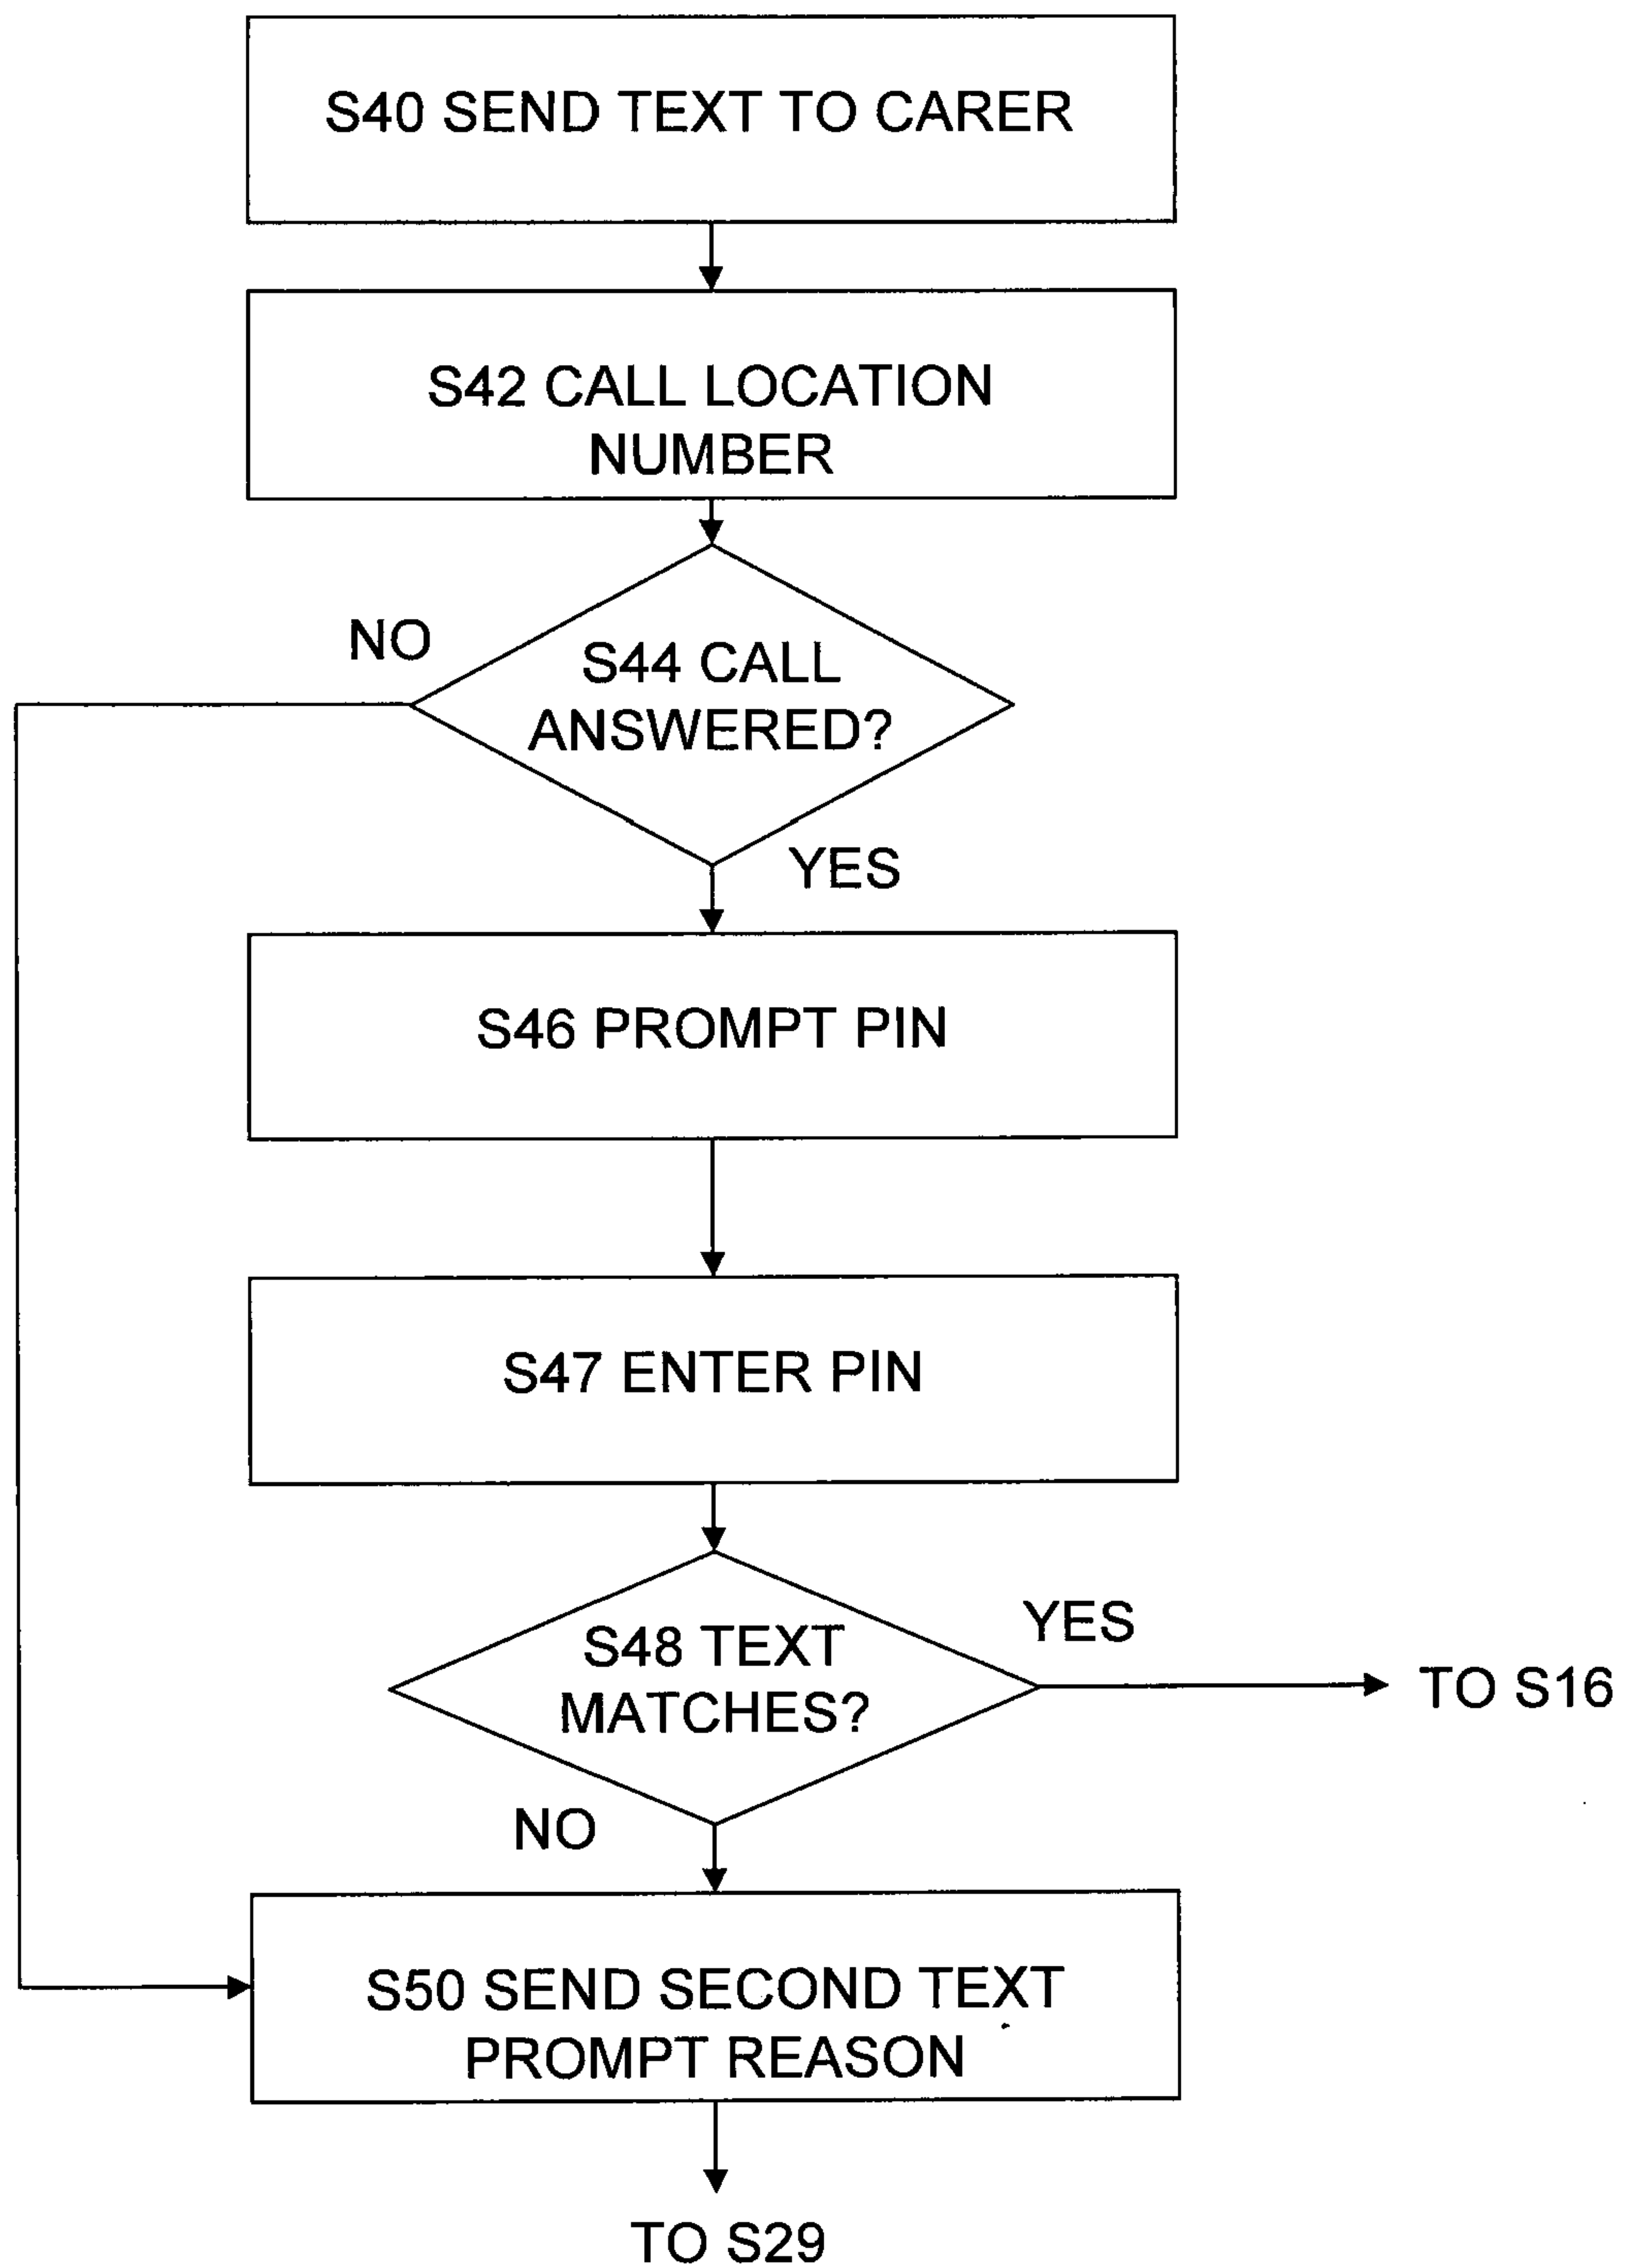 S40 SEND TEXT TO CARER
S42 CALL LOCATION
NUMBER
NO
S44 CALL
ANSWERED?
YES
S46 PROMPT PIN
S47 ENTER PIN
S48 TEXT
MATCHES?
YES
TO S16
NO
S50 SEND SECOND TEXT
PROMPT REASON
TO S29